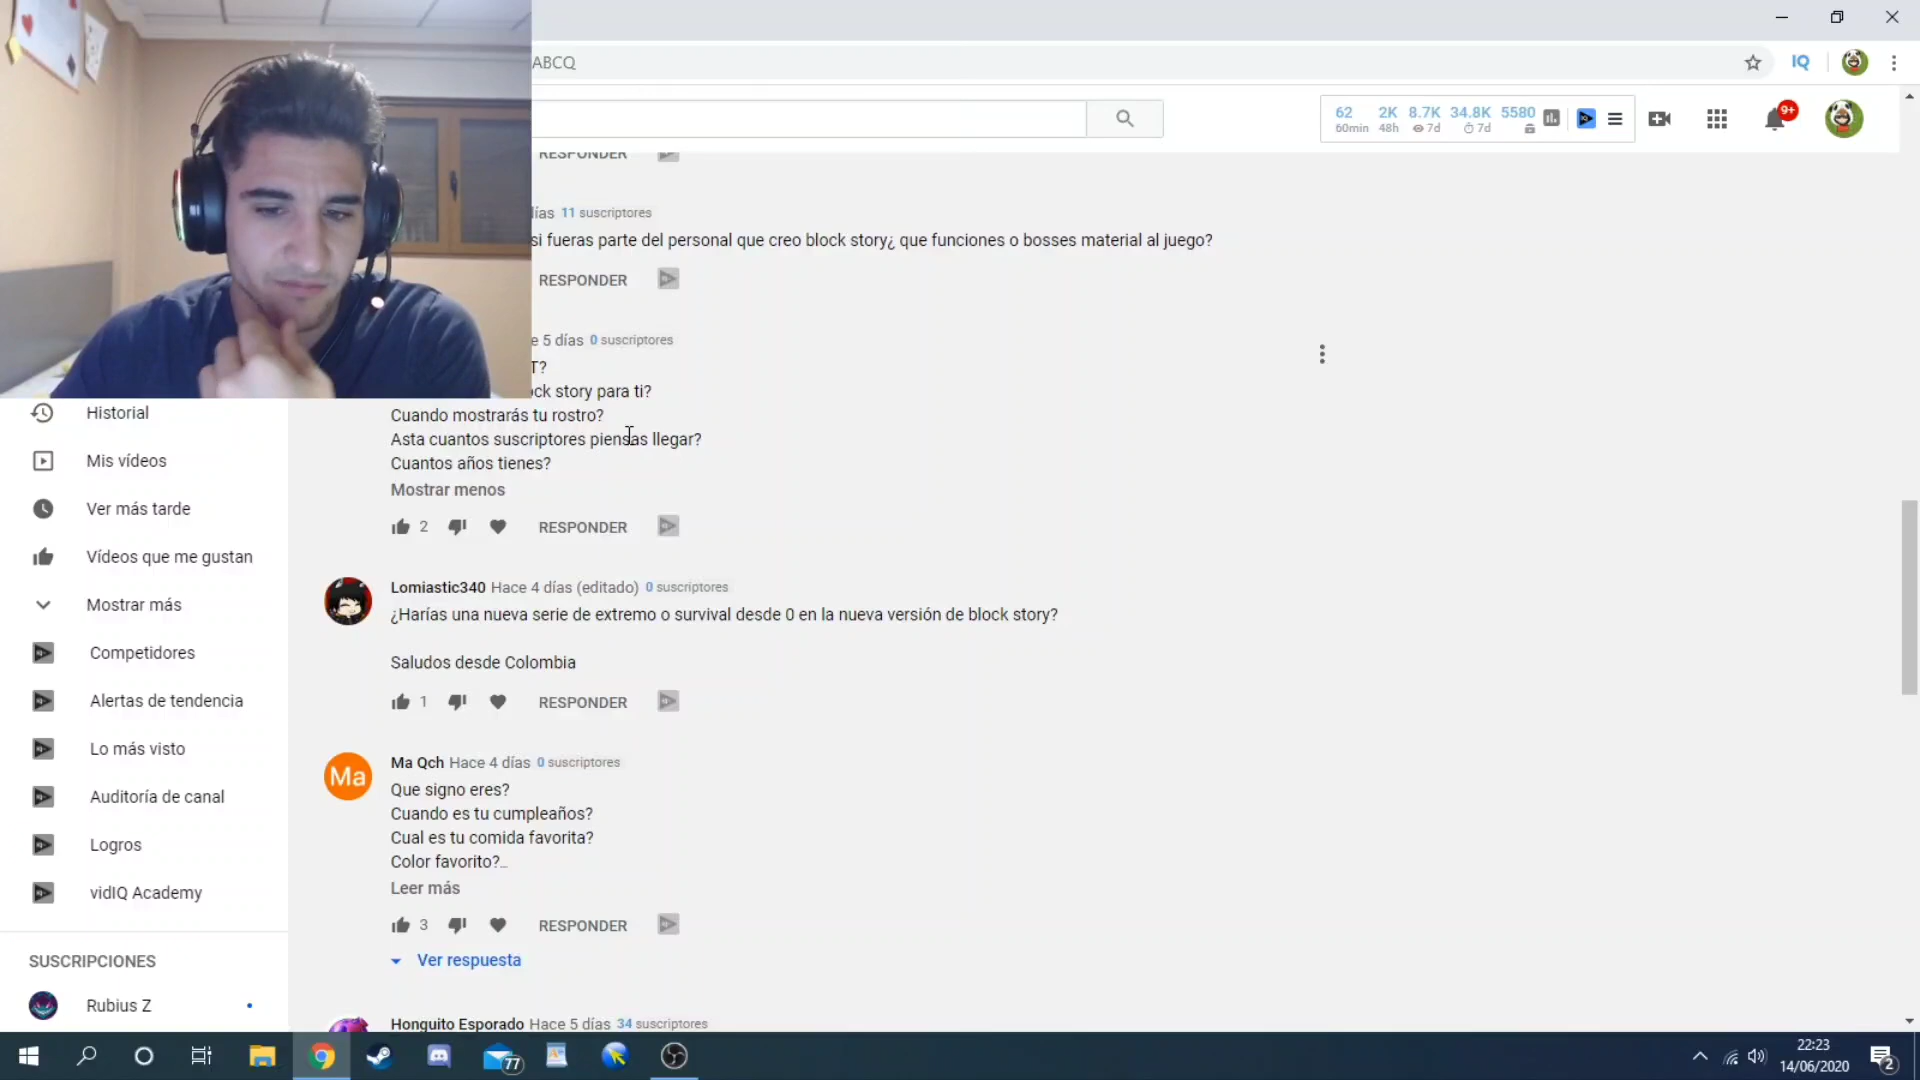 ABCQ
IQ
62 2K 8.7K 34.8K 5580
60min 48h 7d 7d
9+
RESPONDER
días 11 suscriptores
si fueras parte del personal que creo block story¿ que funciones o bosses material al juego?
RESPONDER
e 5 días 0 suscriptores
T?
ock story para ti?
Cuando mostrarás tu rostro?
Asta cuantos suscriptores piensas llegar?
Cuantos años tienes?
Mostrar menos
2 RESPONDER
Lomiastic340 Hace 4 días (editado) 0 suscriptores
¿Harías una nueva serie de extremo o survival desde 0 en la nueva versión de block story?
Saludos desde Colombia
1 RESPONDER
Ma
Ma Qch Hace 4 días 0 suscriptores
Que signo eres?
Cuando es tu cumpleaños?
Cual es tu comida favorita?
Color favorito?...
Leer más
3 RESPONDER
Ver respuesta
Honguito Esporado Hace 5 días 34 suscriptores
Historial
Mis vídeos
Ver más tarde
Vídeos que me gustan
Mostrar más
Competidores
Alertas de tendencia
Lo más visto
Auditoría de canal
Logros
vidIQ Academy
SUSCRIPCIONES
Rubius Z
77
22:23
14/06/2020
2